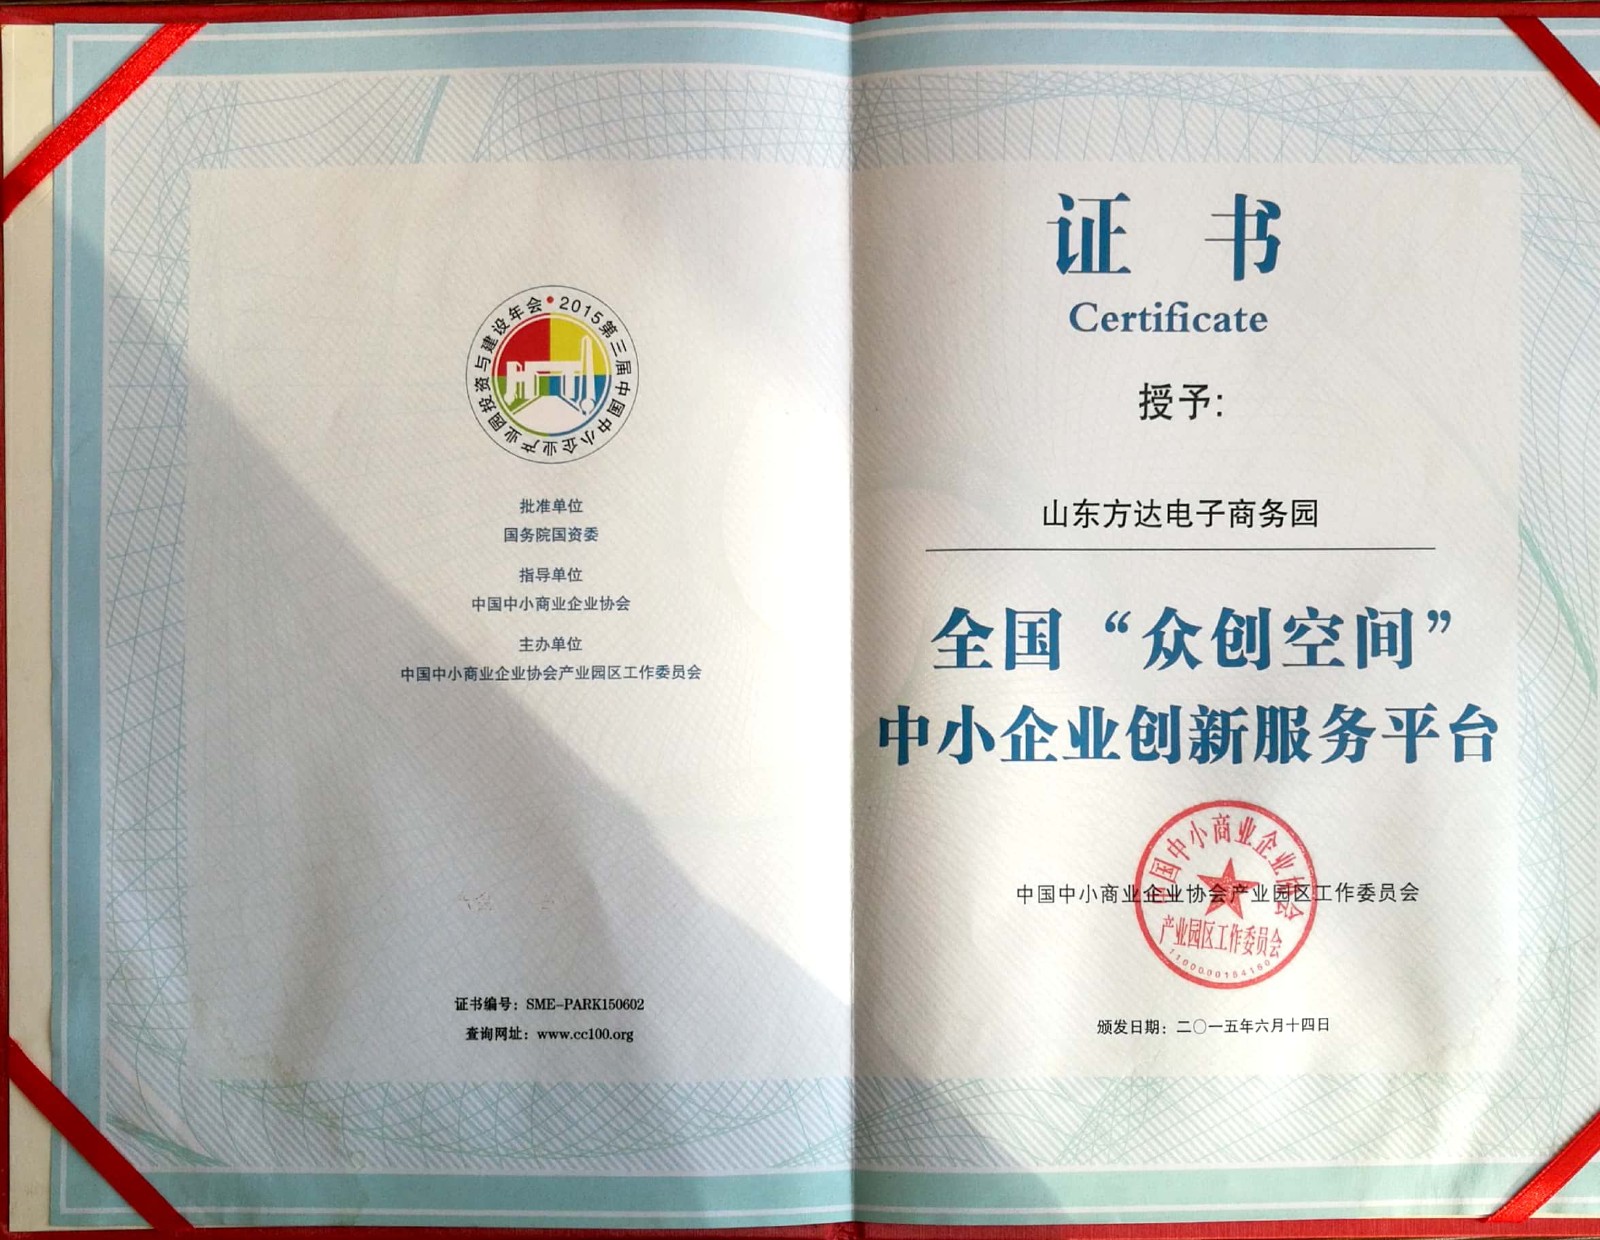 2015第三届中国中小企业产业园投资与建设年会
批准单位
国务院国资委
指导单位
中国中小商业企业协会
主办单位
中国中小商业企业协会产业园区工作委员会
证书编号：SME-PARK150602
查询网址：www.cc100.org
证 书
Certificate
授予：
山东方达电子商务园
全国“众创空间”
中小企业创新服务平台
中国中小商业企业协会产业园区工作委员会
中国中小商业企业协会
产业园区工作委员会
颁发日期：二〇一五年六月十四日